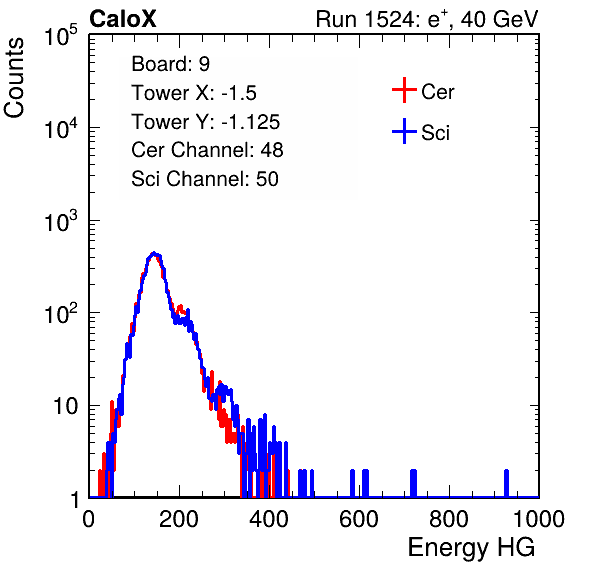 CaloX Run 1524: e⁺, 40 GeV
Counts
Board: 9
Tower X: -1.5
Tower Y: -1.125
Cer Channel: 48
Sci Channel: 50
Cer
Sci
10⁵
10⁴
10³
10²
10
1
0 200 400 600 800 1000
Energy HG